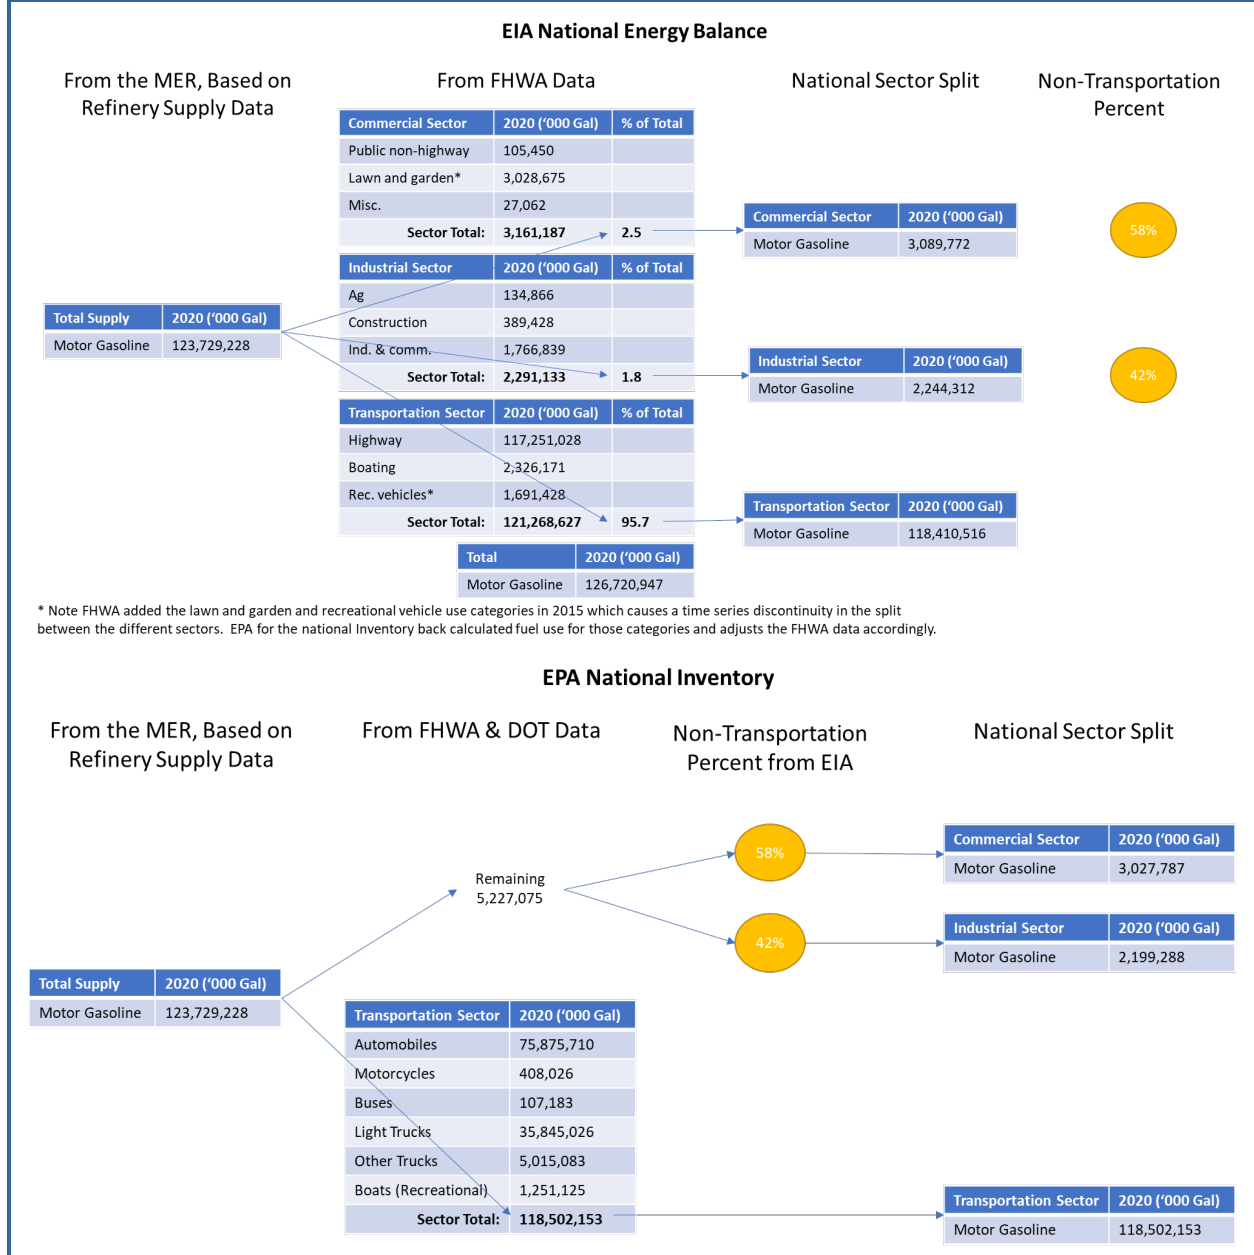 EIA National Energy Balance
From the MER, Based on
Refinery Supply Data
From FHWA Data
National Sector Split
Non-Transportation
Percent
Commercial Sector 2020 (‘000 Gal) % of Total
Public non-highway 105,450
Lawn and garden* 3,028,675
Misc. 27,062
Sector Total: 3,161,187 2.5
Commercial Sector 2020 (‘000 Gal)
Motor Gasoline 3,089,772
58%
Industrial Sector 2020 (‘000 Gal) % of Total
Ag 134,866
Construction 389,428
Ind. & comm. 1,766,839
Sector Total: 2,291,133 1.8
Total Supply 2020 (‘000 Gal)
Motor Gasoline 123,729,228
Industrial Sector 2020 (‘000 Gal)
Motor Gasoline 2,244,312
42%
Transportation Sector 2020 (‘000 Gal) % of Total
Highway 117,251,028
Boating 2,326,171
Rec. vehicles* 1,691,428
Sector Total: 121,268,627 95.7
Transportation Sector 2020 (‘000 Gal)
Motor Gasoline 118,410,516
Total 2020 (‘000 Gal)
Motor Gasoline 126,720,947
* Note FHWA added the lawn and garden and recreational vehicle use categories in 2015 which causes a time series discontinuity in the split
between the different sectors. EPA for the national Inventory back calculated fuel use for those categories and adjusts the FHWA data accordingly.
EPA National Inventory
From the MER, Based on
Refinery Supply Data
From FHWA & DOT Data
Non-Transportation
Percent from EIA
National Sector Split
Remaining
5,227,075
58%
Commercial Sector 2020 (‘000 Gal)
Motor Gasoline 3,027,787
42%
Industrial Sector 2020 (‘000 Gal)
Motor Gasoline 2,199,288
Total Supply 2020 (‘000 Gal)
Motor Gasoline 123,729,228
Transportation Sector 2020 (‘000 Gal)
Automobiles 75,875,710
Motorcycles 408,026
Buses 107,183
Light Trucks 35,845,026
Other Trucks 5,015,083
Boats (Recreational) 1,251,125
Sector Total: 118,502,153
Transportation Sector 2020 (‘000 Gal)
Motor Gasoline 118,502,153